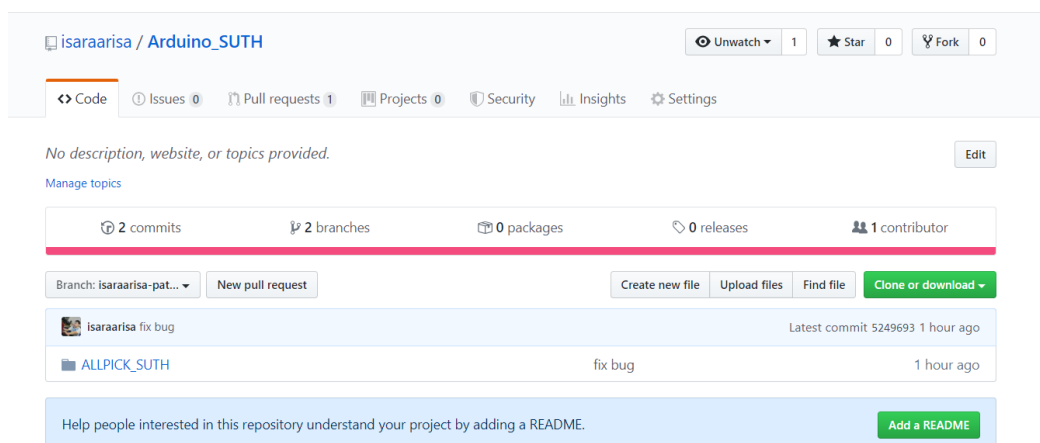 isaraarisa / Arduino_SUTH
Unwatch 1 Star 0 Fork 0
Code Issues 0 Pull requests 1 Projects 0 Security Insights Settings
No description, website, or topics provided. Edit
Manage topics
2 commits 2 branches 0 packages 0 releases 1 contributor
Branch: isaraarisa-pat... New pull request Create new file Upload files Find file Clone or download
isaraarisa fix bug Latest commit 5249693 1 hour ago
ALLPICK_SUTH fix bug 1 hour ago
Help people interested in this repository understand your project by adding a README. Add a README